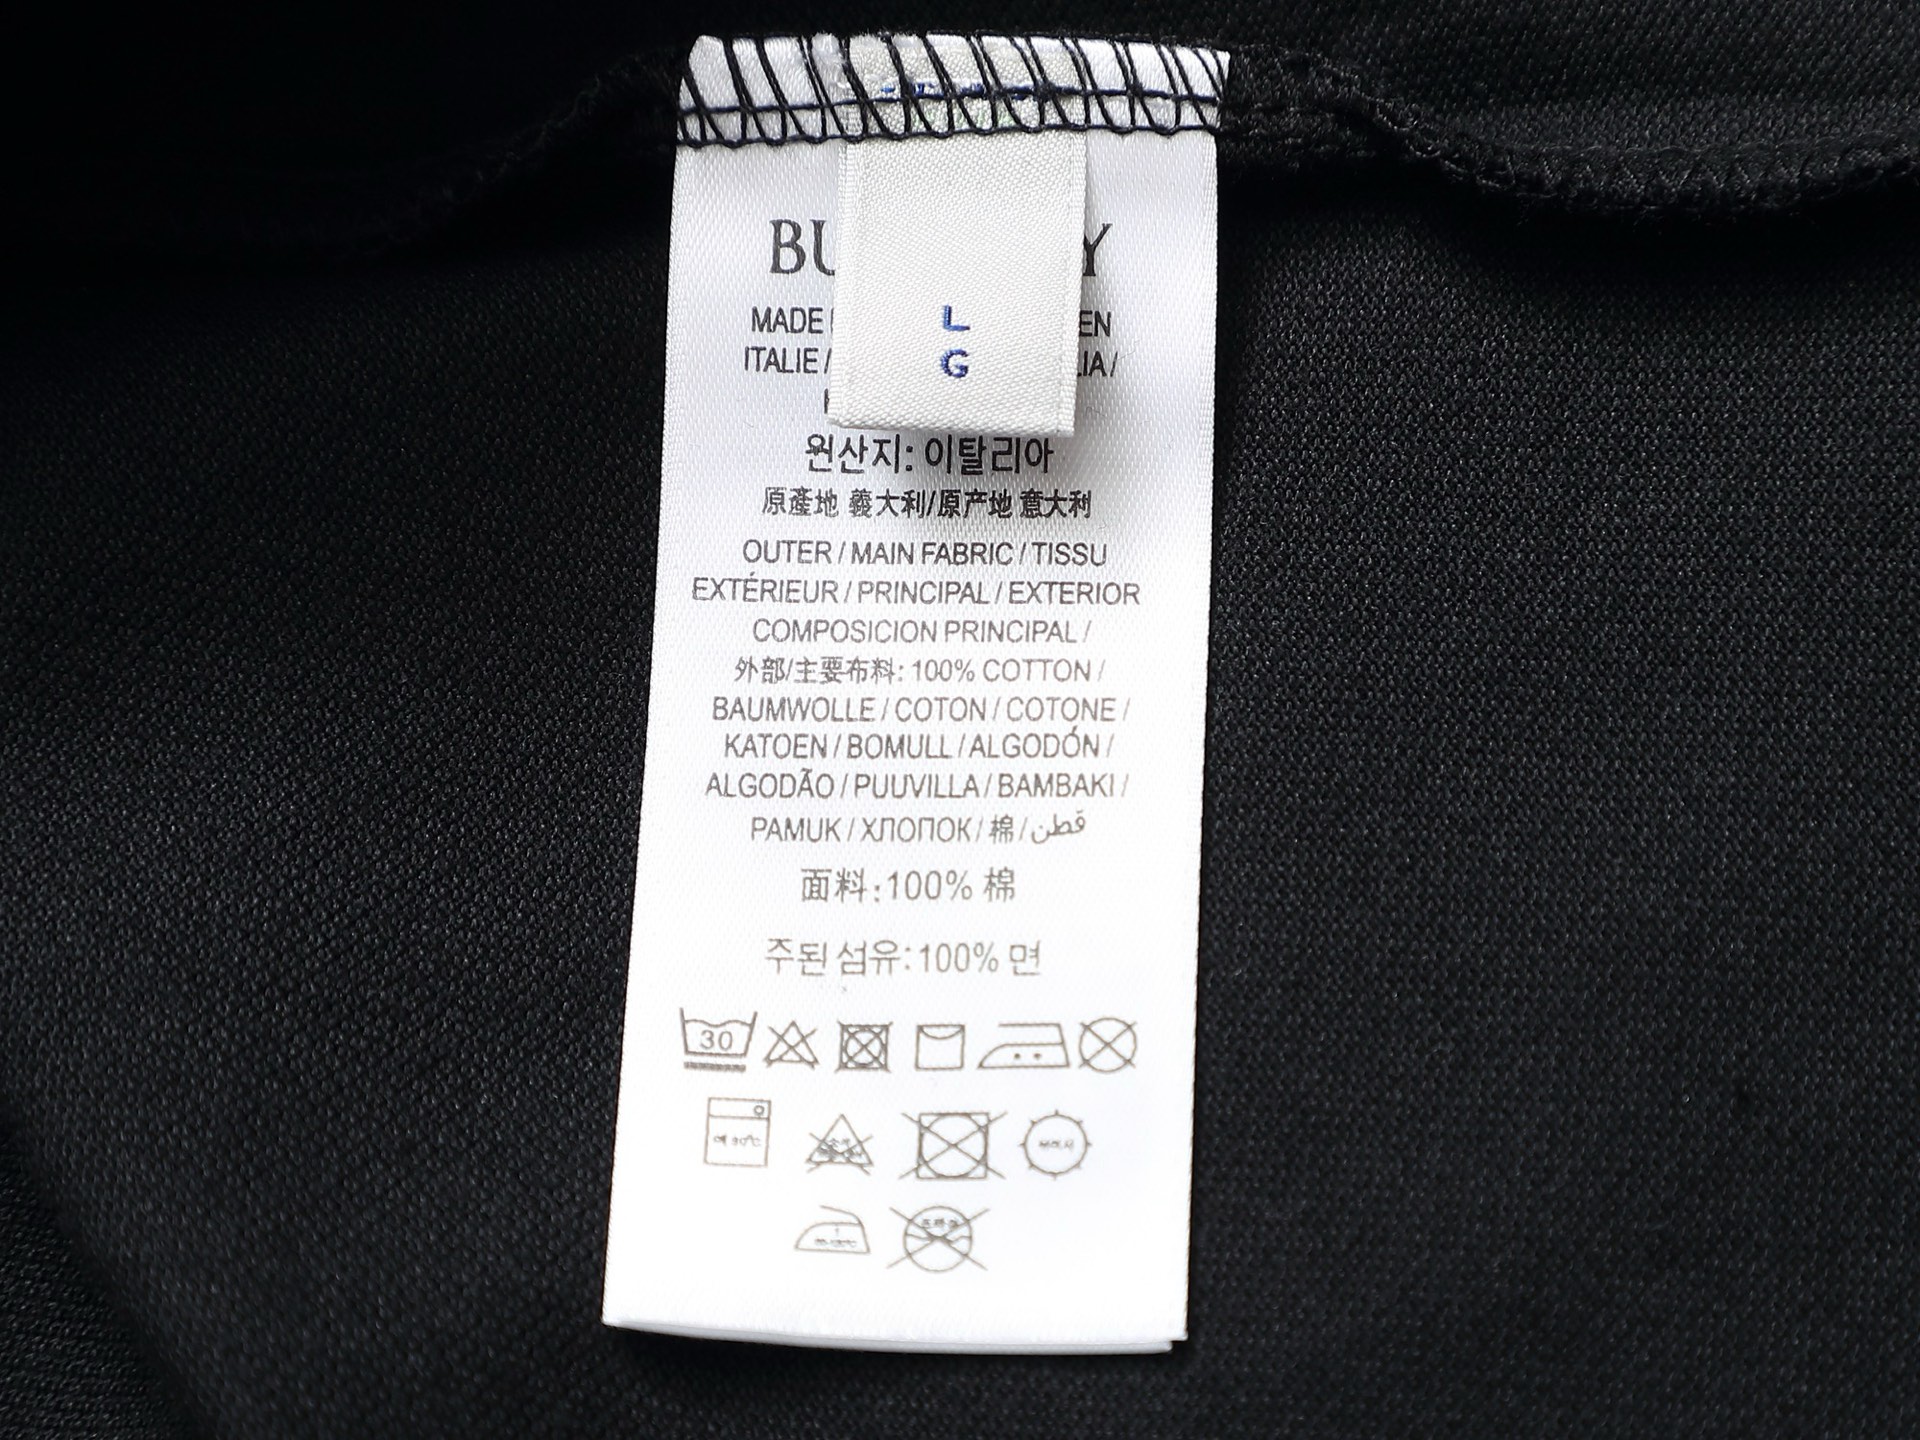 BU Y
L
G
MADE EN
ITALIE / LIA /
원산지: 이탈리아
原產地 義大利/原产地 意大利
OUTER / MAIN FABRIC / TISSU
EXTÉRIEUR / PRINCIPAL / EXTERIOR
COMPOSICION PRINCIPAL /
外部/主要布料: 100% COTTON /
BAUMWOLLE / COTON / COTONE /
KATOEN / BOMULL / ALGODÓN /
ALGODÃO / PUUVILLA / BAMBAKI /
PAMUK / ХЛОПОК / 棉 / قطن
面料:100% 棉
주된 섬유:100% 면
30